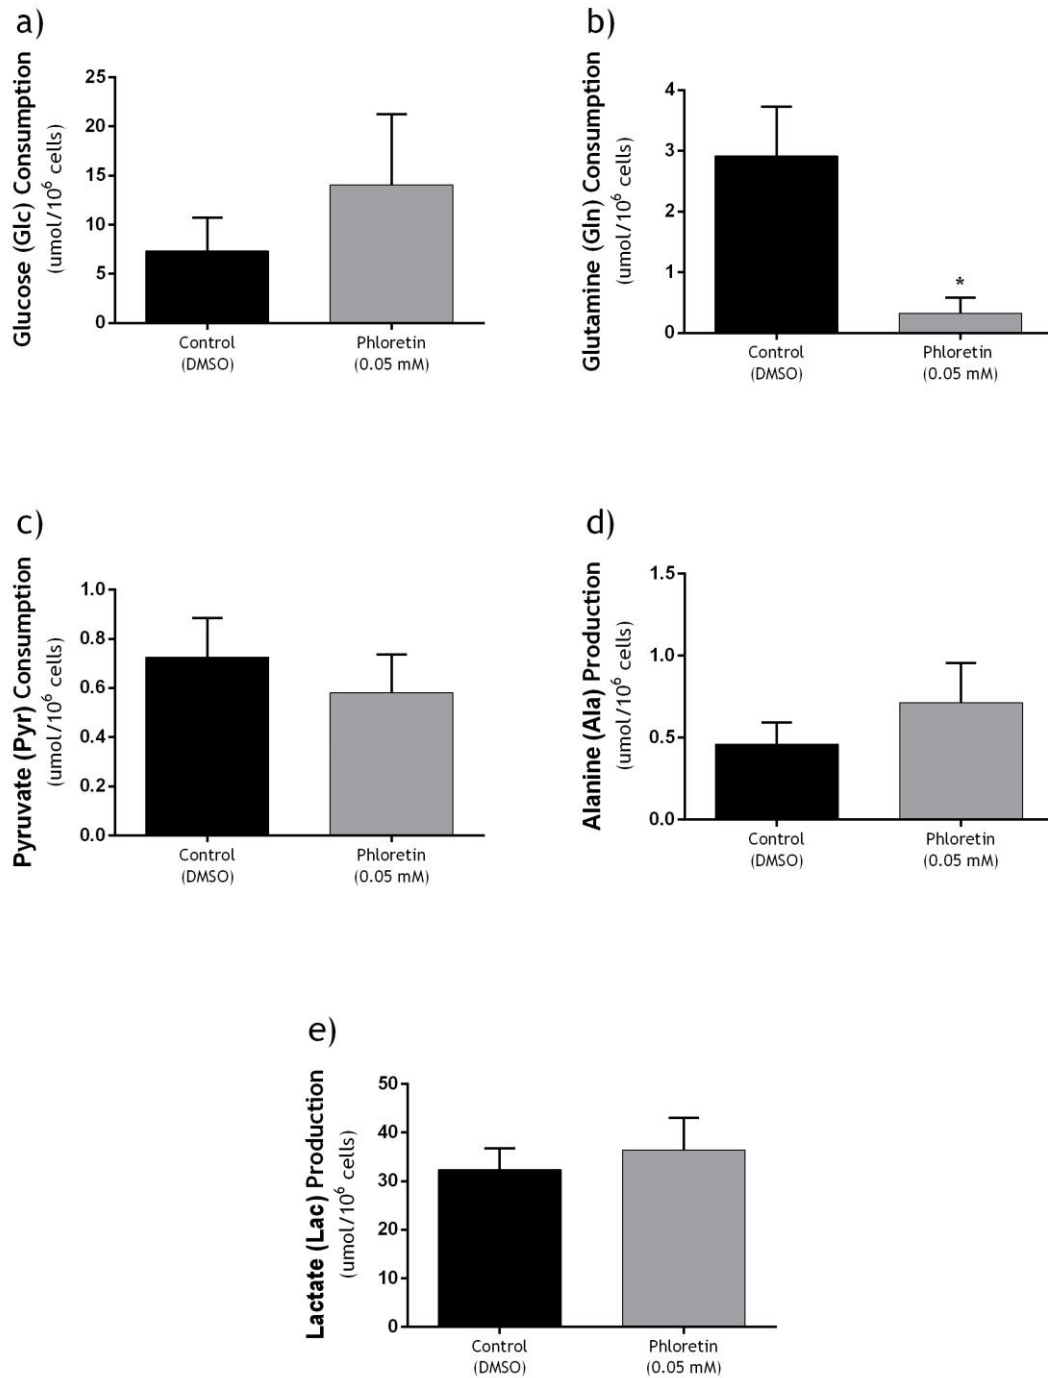 a)
Glucose (Glc) Consumption
(umol/10⁶ cells)
25
20
15
10
5
0
Control
(DMSO)
Phloretin
(0.05 mM)
b)
Glutamine (Gln) Consumption
(umol/10⁶ cells)
4
3
2
1
0
*
Control
(DMSO)
Phloretin
(0.05 mM)
c)
Pyruvate (Pyr) Consumption
(umol/10⁶ cells)
1.0
0.8
0.6
0.4
0.2
0.0
Control
(DMSO)
Phloretin
(0.05 mM)
d)
Alanine (Ala) Production
(umol/10⁶ cells)
1.5
1.0
0.5
0.0
Control
(DMSO)
Phloretin
(0.05 mM)
e)
Lactate (Lac) Production
(umol/10⁶ cells)
50
40
30
20
10
0
Control
(DMSO)
Phloretin
(0.05 mM)